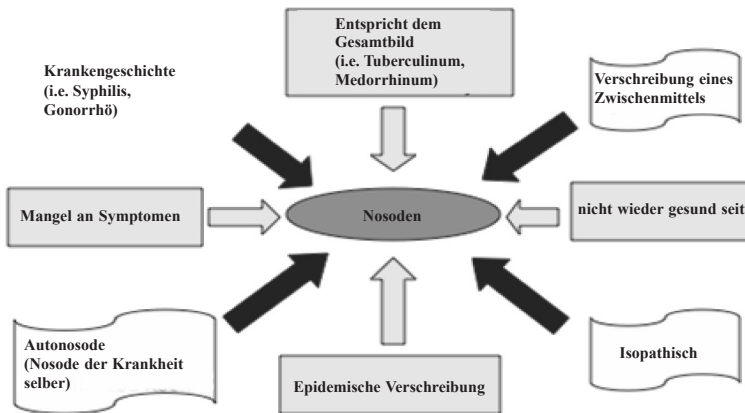 Entspricht dem
Gesamtbild
(i.e. Tuberculinum,
Medorrhinum)
Krankengeschichte
(i.e. Syphilis,
Gonorrhö)
Verschreibung eines
Zwischenmittels
Mangel an Symptomen
Nosoden
nicht wieder gesund seit
Autonosode
(Nosode der Krankheit
selber)
Epidemische Verschreibung
Isopathisch